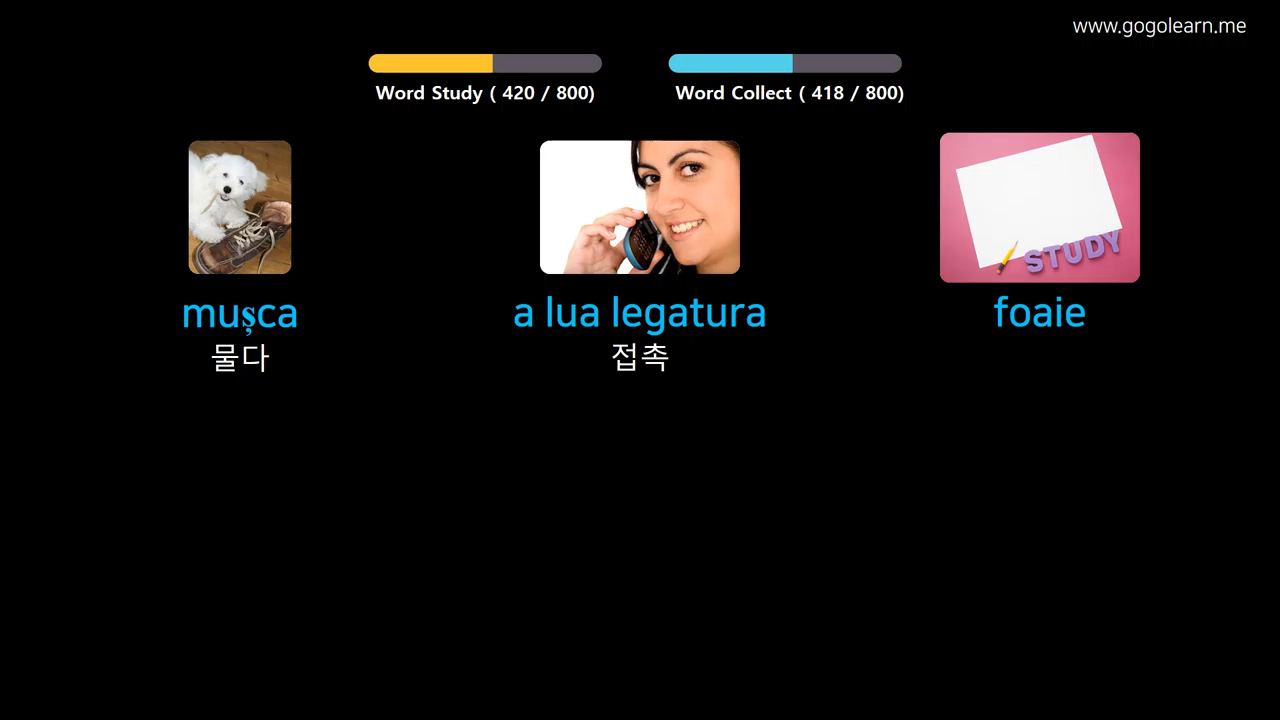 www.gogolearn.me
Word Study ( 420 / 800)
Word Collect ( 418 / 800)
STUDY
mușca
a lua legatura
foaie
물다
접촉